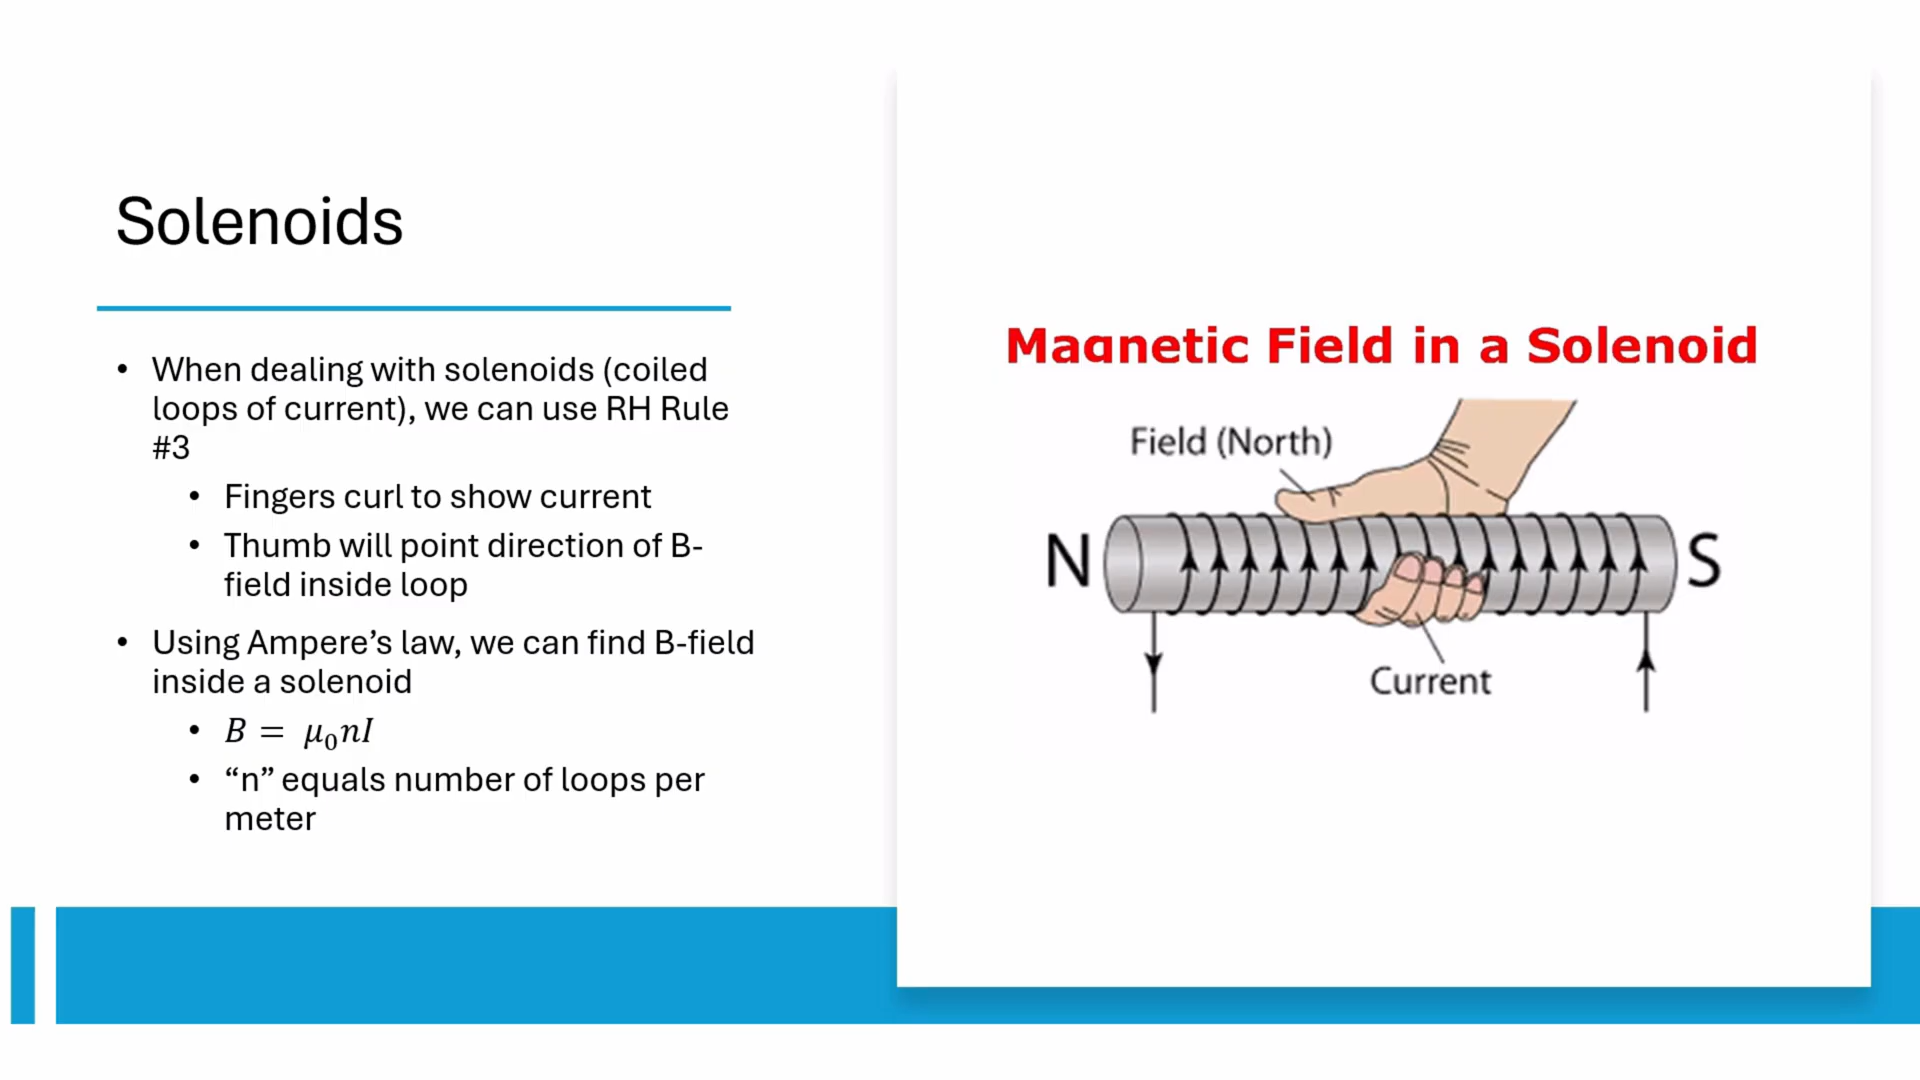 Solenoids
• When dealing with solenoids (coiled
loops of current), we can use RH Rule
#3
• Fingers curl to show current
• Thumb will point direction of B-
field inside loop
• Using Ampere’s law, we can find B-field
inside a solenoid
• B = μ₀nI
• “n” equals number of loops per
meter
Magnetic Field in a Solenoid
Field (North)
N
S
Current